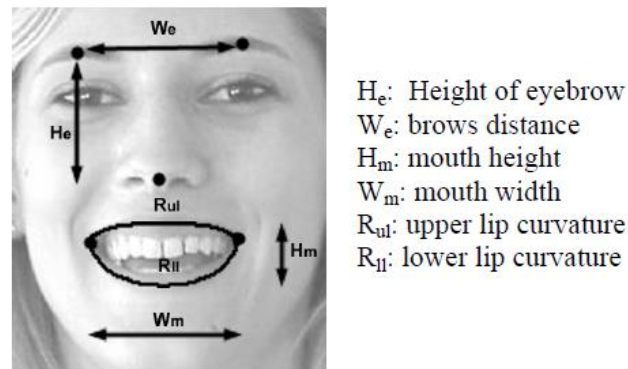 We
He
Rul
Rll
Hm
Wm
He: Height of eyebrow
We: brows distance
Hm: mouth height
Wm: mouth width
Rul: upper lip curvature
Rll: lower lip curvature